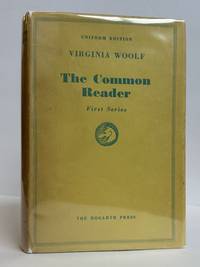 UNIFORM EDITION
VIRGINIA WOOLF
The Common
Reader
First Series
THE HOGARTH PRESS